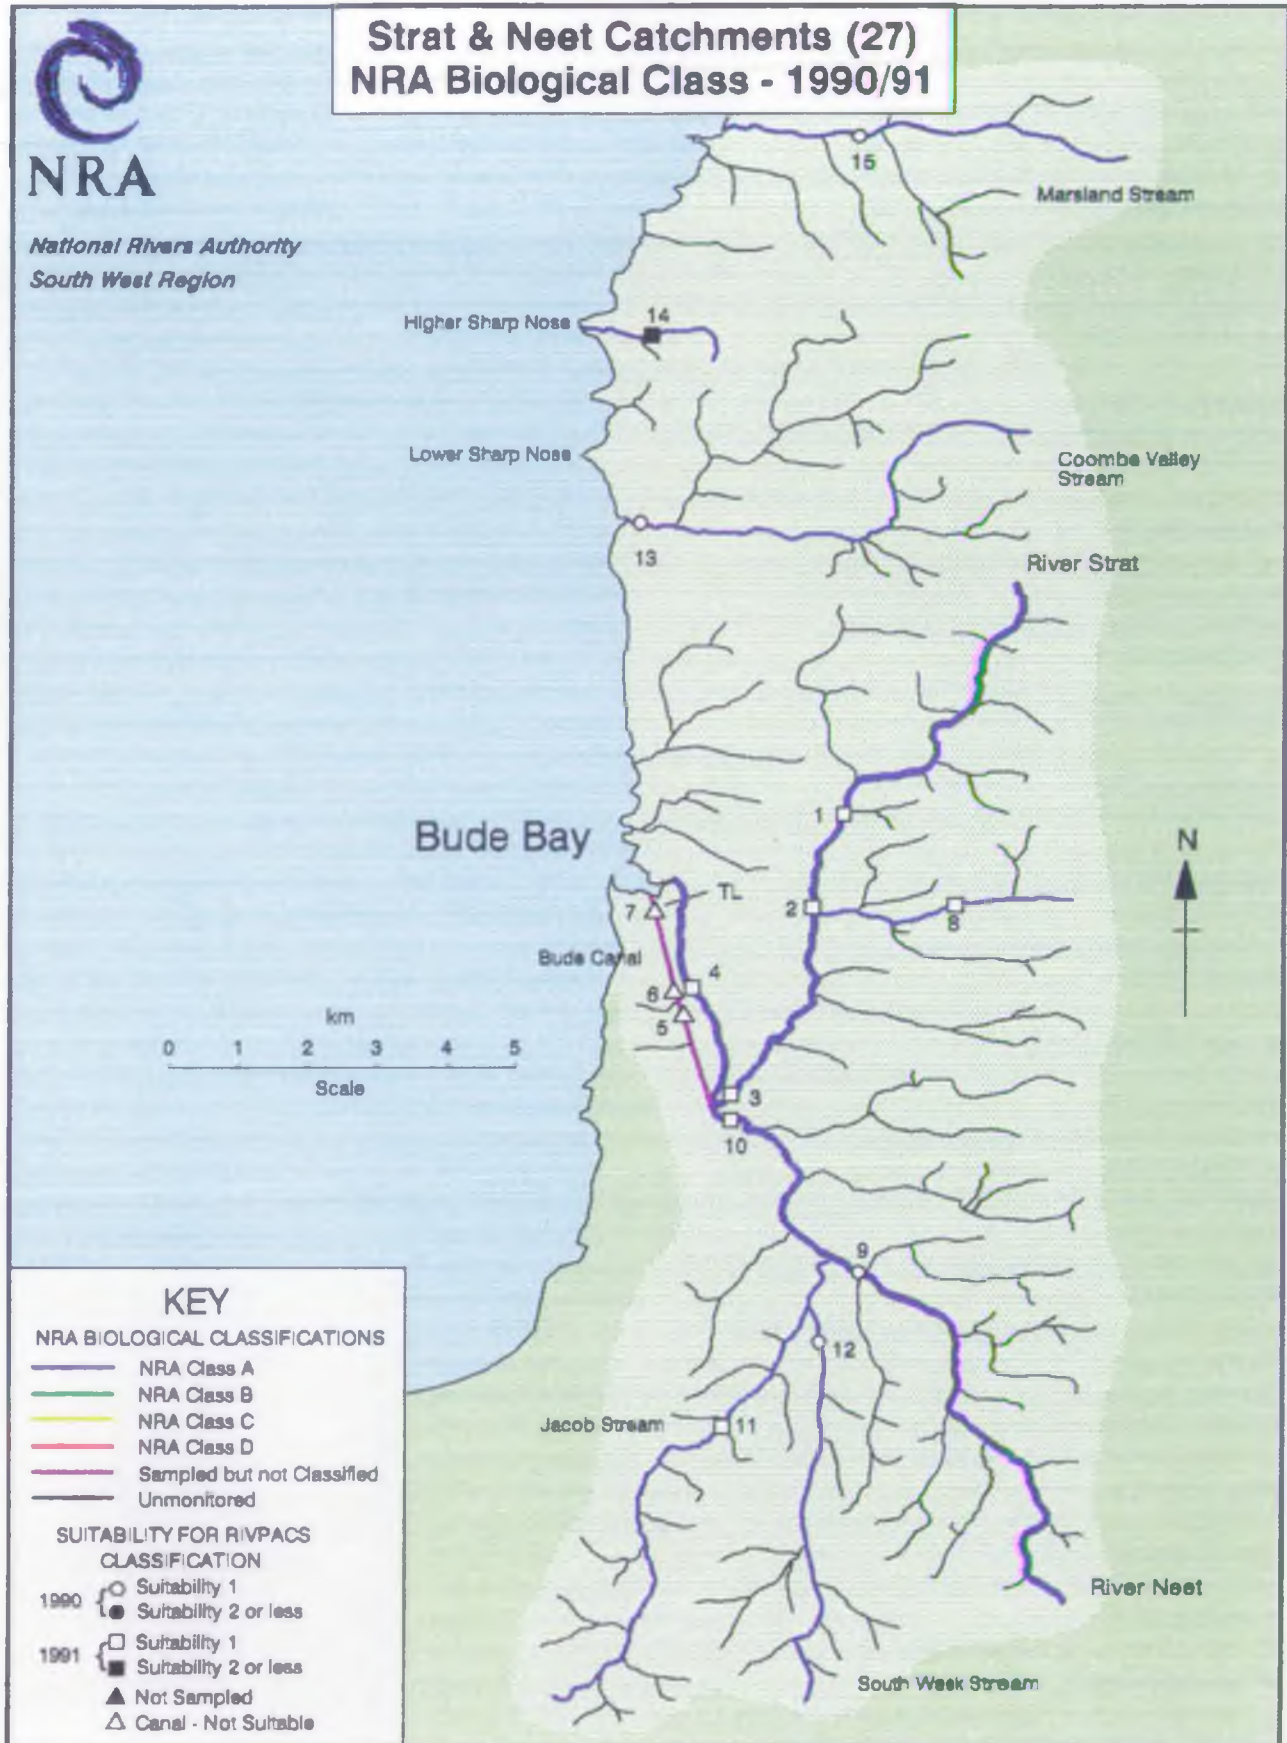 Strat & Neet Catchments (27)
NRA Biological Class - 1990/91
NRA
National Rivers Authority
South West Region
15
Marsland Stream
Higher Sharp Nose
14
Lower Sharp Nose
Coombe Valley
Stream
13
River Strat
1
Bude Bay
N
7
TL
2
8
Bude Canal
6
4
5
km
0 1 2 3 4 5
Scale
3
10
9
12
Jacob Stream
11
River Neet
South Week Stream
KEY
NRA BIOLOGICAL CLASSIFICATIONS
NRA Class A
NRA Class B
NRA Class C
NRA Class D
Sampled but not Classified
Unmonitored
SUITABILITY FOR RIVPACS
CLASSIFICATION
1990
Suitability 1
Suitability 2 or less
1991
Suitability 1
Suitability 2 or less
Not Sampled
Canal - Not Suitable